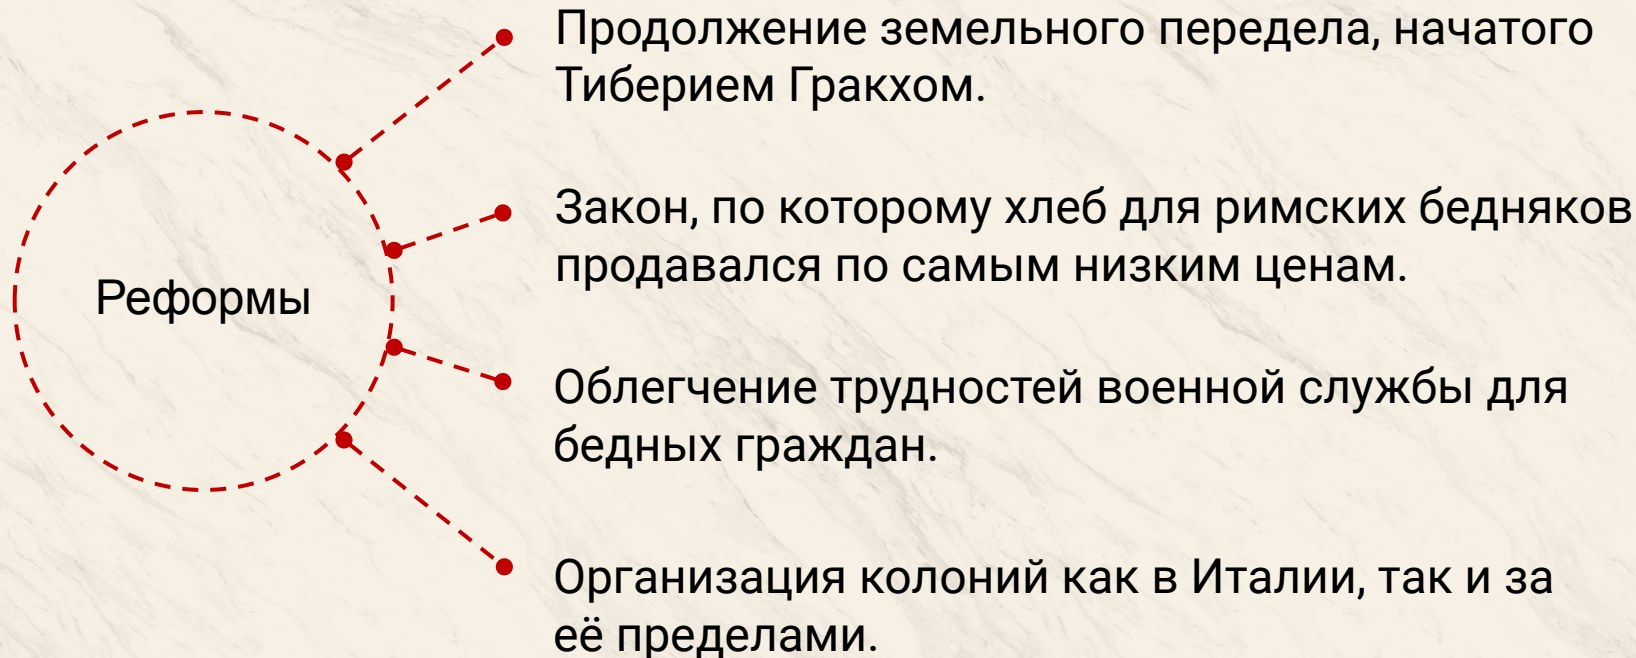 Реформы
Продолжение земельного передела, начатого
Тиберием Гракхом.
Закон, по которому хлеб для римских бедняков
продавался по самым низким ценам.
Облегчение трудностей военной службы для
бедных граждан.
Организация колоний как в Италии, так и за
её пределами.